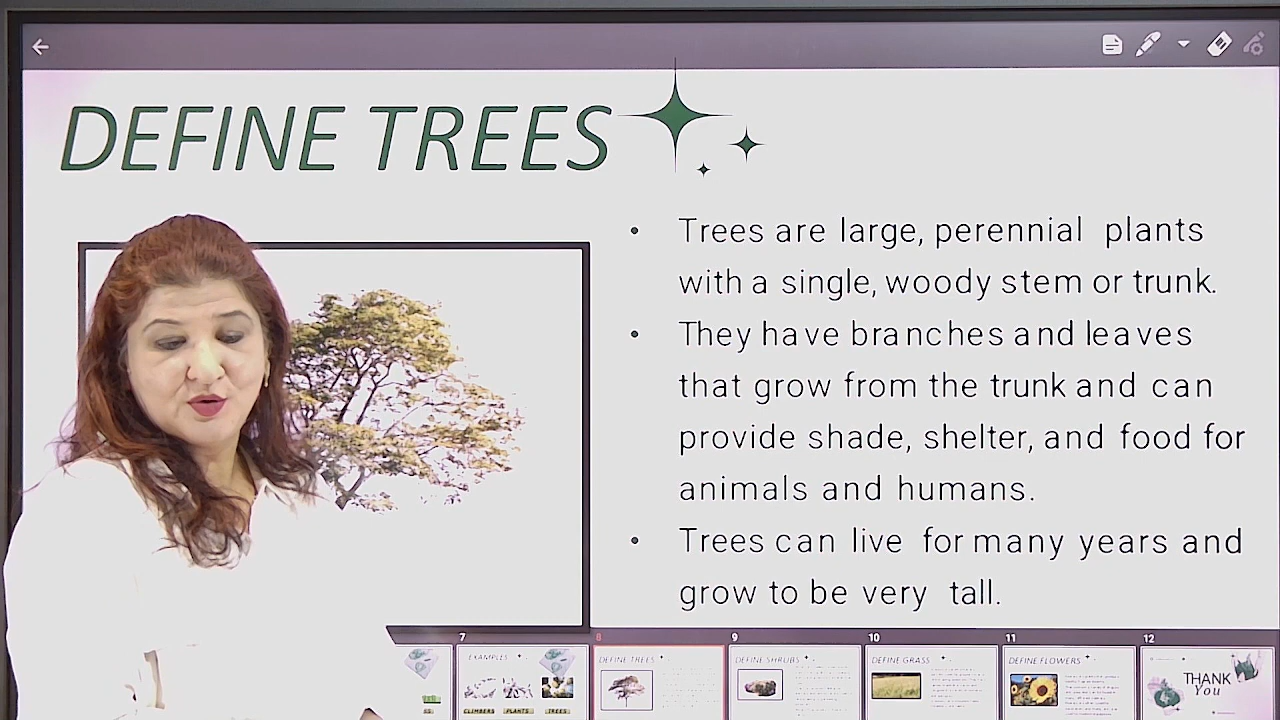 DEFINE TREES
• Trees are large, perennial plants
with a single, woody stem or trunk.
• They have branches and leaves
that grow from the trunk and can
provide shade, shelter, and food for
animals and humans.
• Trees can live for many years and
grow to be very tall.
7
8
9
10
11
12
EXAMPLES
CLIMBERS
PLANTS
TREES
DEFINE TREES
DEFINE SHRUBS
DEFINE GRASS
DEFINE FLOWERS
THANK
You